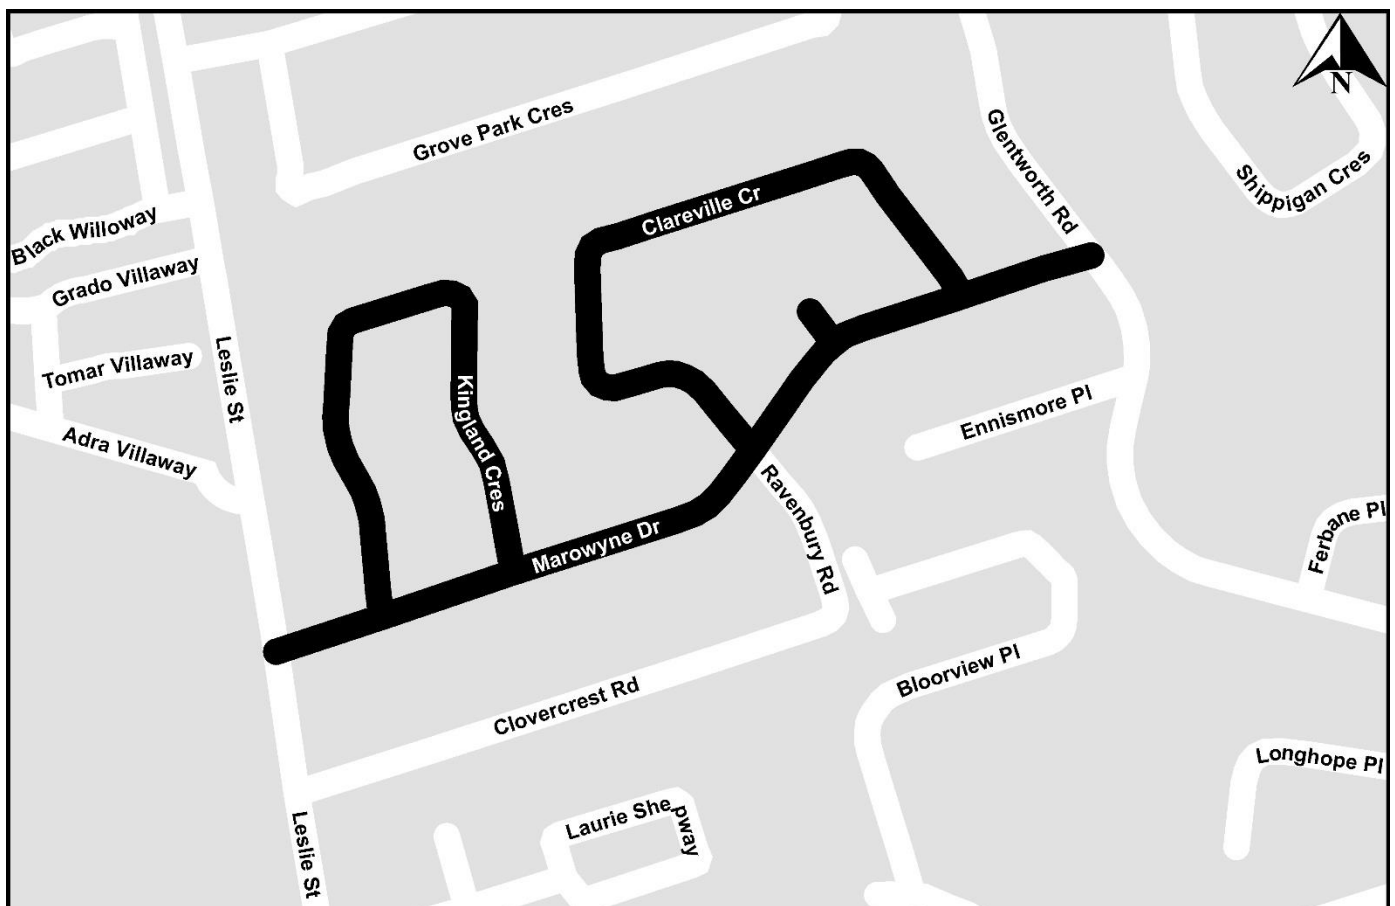 N
Grove Park Cres
Glentworth Rd
Shippigan Cres
Clareville Cr
Black Willoway
Grado Villaway
Leslie St
Tomar Villaway
Kingland Cres
Ennismore Pl
Adra Villaway
Ravenbury Rd
Marowyne Dr
Ferbane Pl
Bloorview Pl
Clovercrest Rd
Longhope Pl
Laurie Shepway
Leslie St